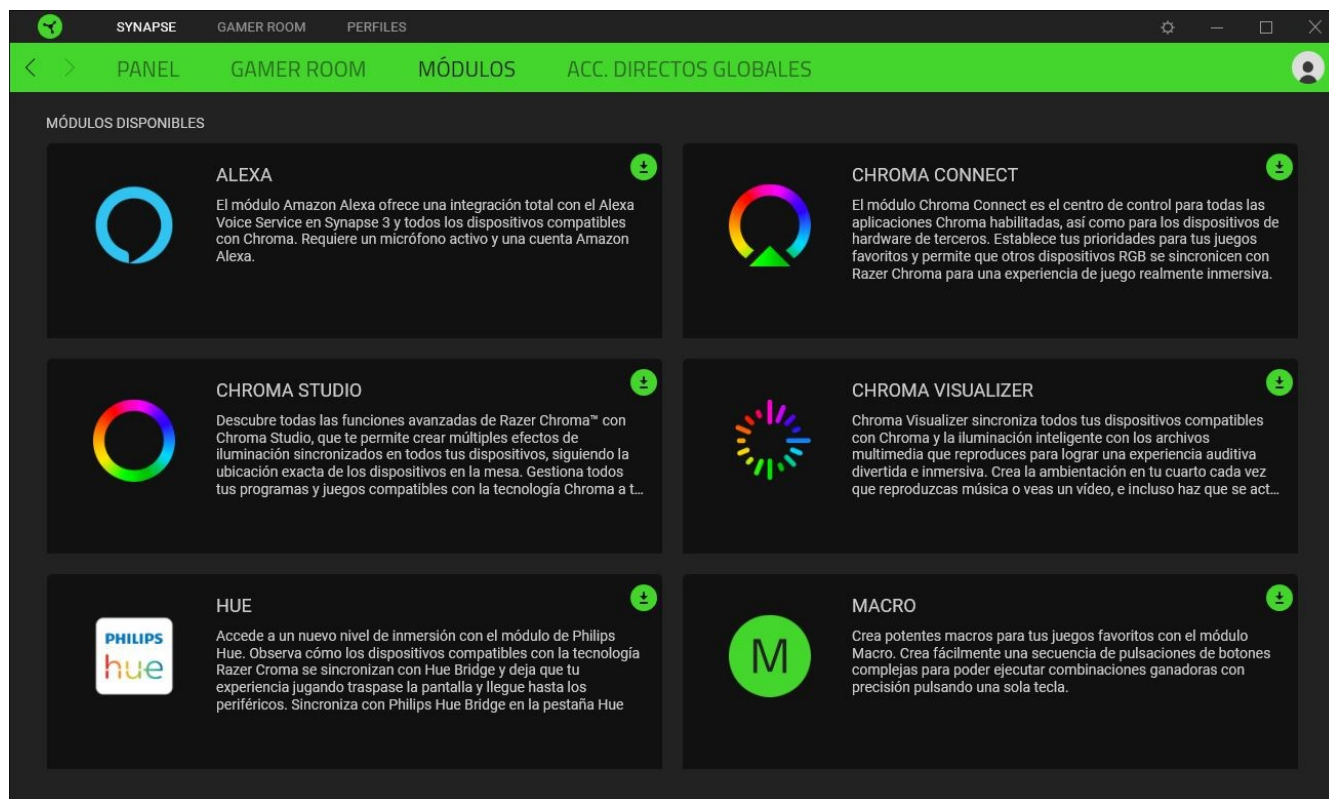 SYNAPSE GAMER ROOM PERFILES
PANEL GAMER ROOM MÓDULOS ACC. DIRECTOS GLOBALES
MÓDULOS DISPONIBLES
ALEXA
El módulo Amazon Alexa ofrece una integración total con el Alexa
Voice Service en Synapse 3 y todos los dispositivos compatibles
con Chroma. Requiere un micrófono activo y una cuenta Amazon
Alexa.
CHROMA CONNECT
El módulo Chroma Connect es el centro de control para todas las
aplicaciones Chroma habilitadas, así como para los dispositivos de
hardware de terceros. Establece tus prioridades para tus juegos
favoritos y permite que otros dispositivos RGB se sincronicen con
Razer Chroma para una experiencia de juego realmente inmersiva.
CHROMA STUDIO
Descubre todas las funciones avanzadas de Razer Chroma™ con
Chroma Studio, que te permite crear múltiples efectos de
iluminación sincronizados en todos tus dispositivos, siguiendo la
ubicación exacta de los dispositivos en la mesa. Gestiona todos
tus programas y juegos compatibles con la tecnología Chroma a t...
CHROMA VISUALIZER
Chroma Visualizer sincroniza todos tus dispositivos compatibles
con Chroma y la iluminación inteligente con los archivos
multimedia que reproduces para lograr una experiencia auditiva
divertida e inmersiva. Crea la ambientación en tu cuarto cada vez
que reproduzcas música o veas un vídeo, e incluso haz que se act...
PHILIPS
hue
HUE
Accede a un nuevo nivel de inmersión con el módulo de Philips
Hue. Observa cómo los dispositivos compatibles con la tecnología
Razer Croma se sincronizan con Hue Bridge y deja que tu
experiencia jugando traspase la pantalla y llegue hasta los
periféricos. Sincroniza con Philips Hue Bridge en la pestaña Hue
M
MACRO
Crea potentes macros para tus juegos favoritos con el módulo
Macro. Crea fácilmente una secuencia de pulsaciones de botones
complejas para poder ejecutar combinaciones ganadoras con
precisión pulsando una sola tecla.